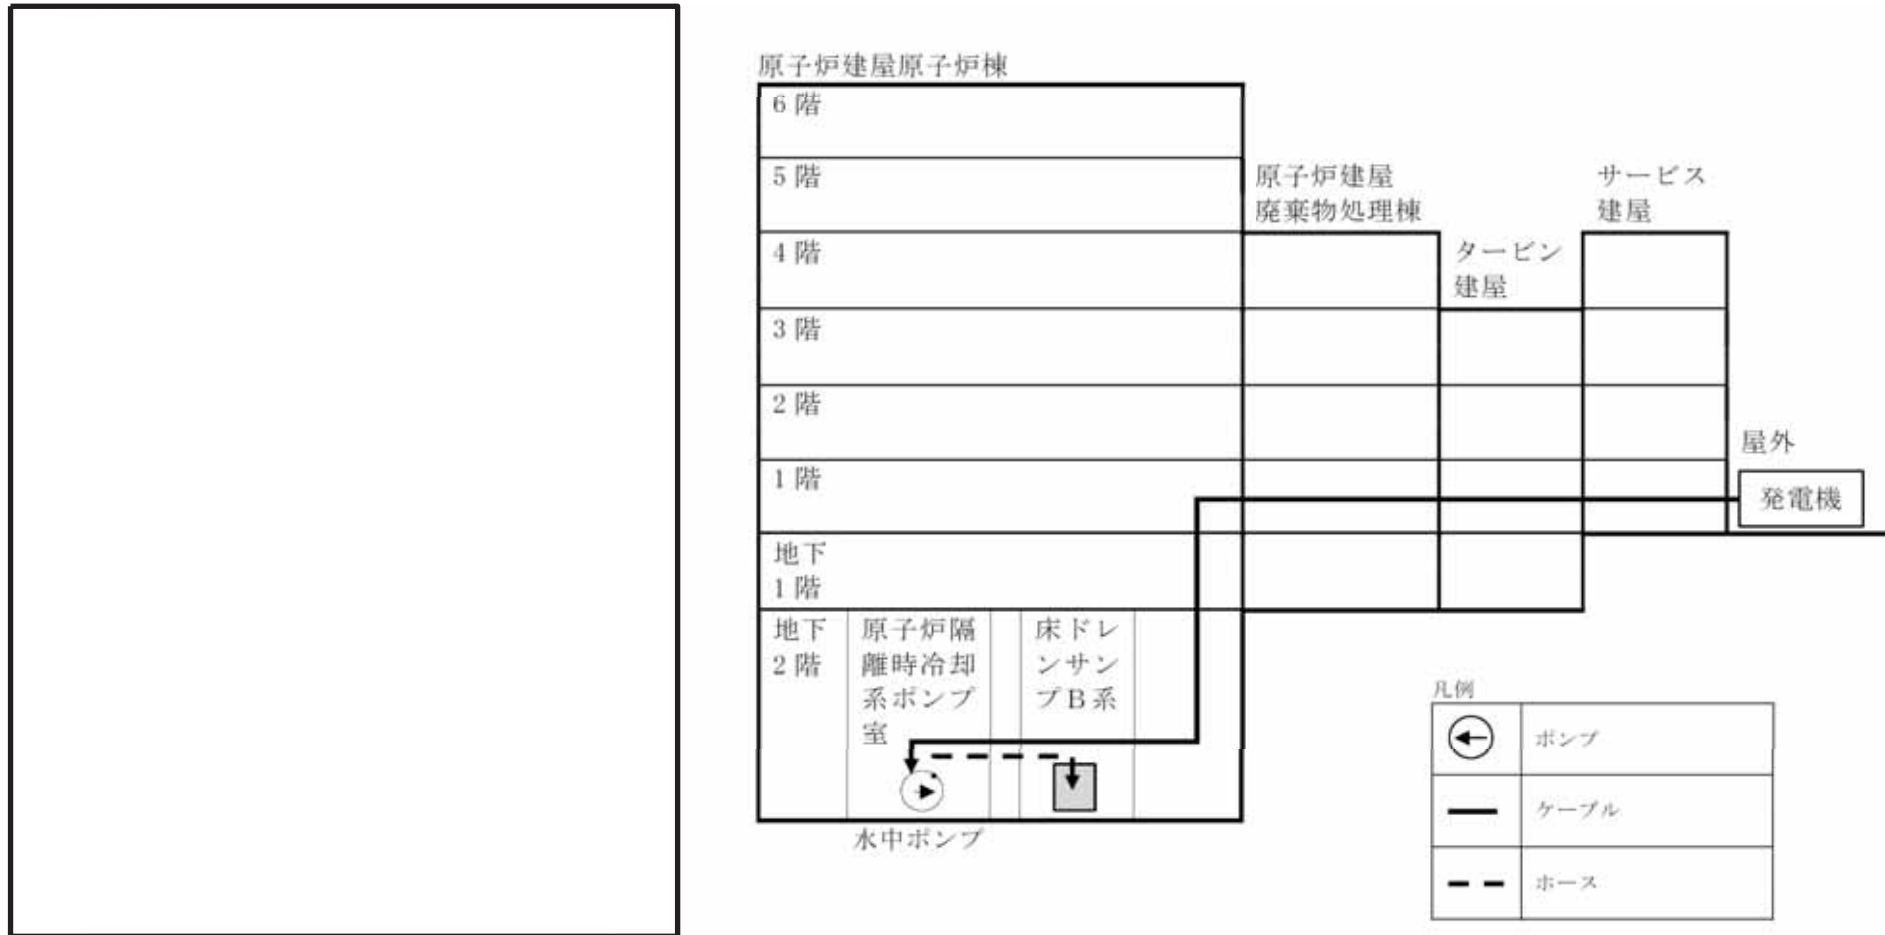 原子炉建屋原子炉棟
6階
5階
4階
3階
2階
1階
地下
1階
地下
2階
原子炉隔
離時冷却
系ポンプ
室
床ドレ
ンサン
プB系
水中ポンプ
原子炉建屋
廃棄物処理棟
タービン
建屋
サービス
建屋
屋外
発電機
凡例
ポンプ
ケーブル
ホース